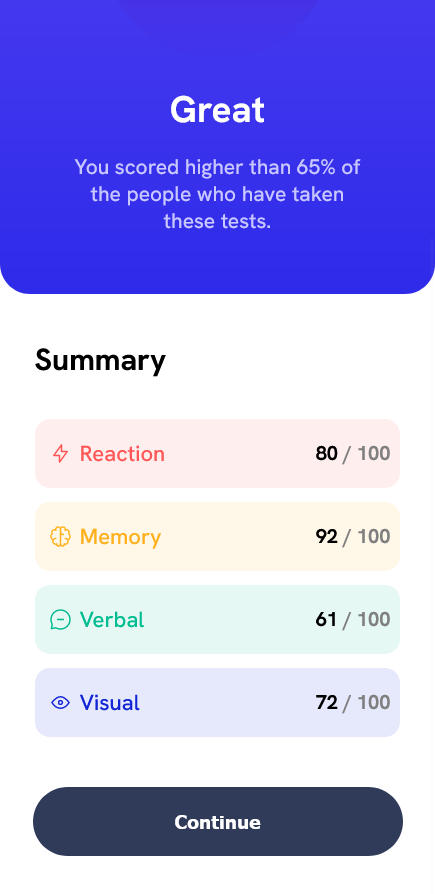 Great
You scored higher than 65% of
the people who have taken
these tests.
Summary
Reaction 80 / 100
Memory 92 / 100
Verbal 61 / 100
Visual 72 / 100
Continue